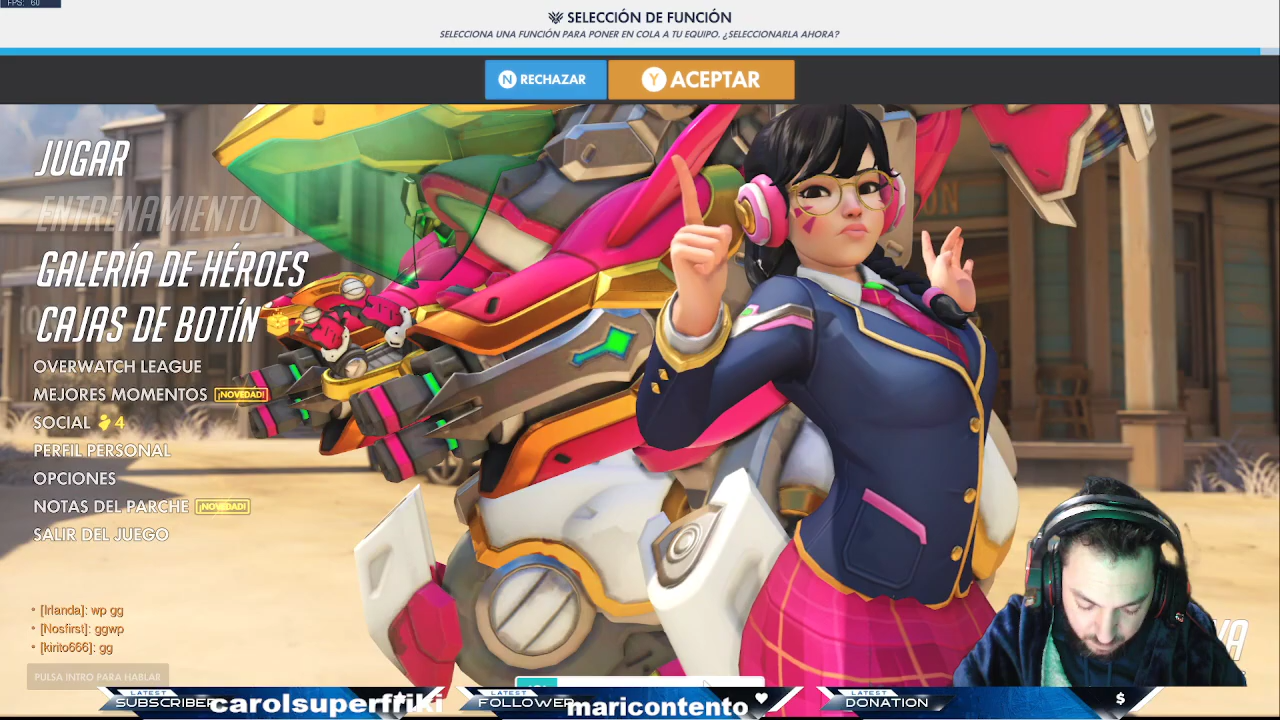 FPS: 60
SELECCIÓN DE FUNCIÓN
SELECCIONA UNA FUNCIÓN PARA PONER EN COLA A TU EQUIPO. ¿SELECCIONARLA AHORA?
N RECHAZAR
Y ACEPTAR
JUGAR
ENTRENAMIENTO
GALERÍA DE HÉROES
CAJAS DE BOTÍN 2
OVERWATCH LEAGUE
MEJORES MOMENTOS ¡NOVEDAD!
SOCIAL 4
PERFIL PERSONAL
OPCIONES
NOTAS DEL PARCHE ¡NOVEDAD!
SALIR DEL JUEGO
[Irlanda]: wp gg
[Nosfirst]: ggwp
[kirito666]: gg
PULSA INTRO PARA HABLAR
LATEST
SUBSCRIBER
carolsuperfriki
LATEST
FOLLOWER
maricontento
LATEST
DONATION
$